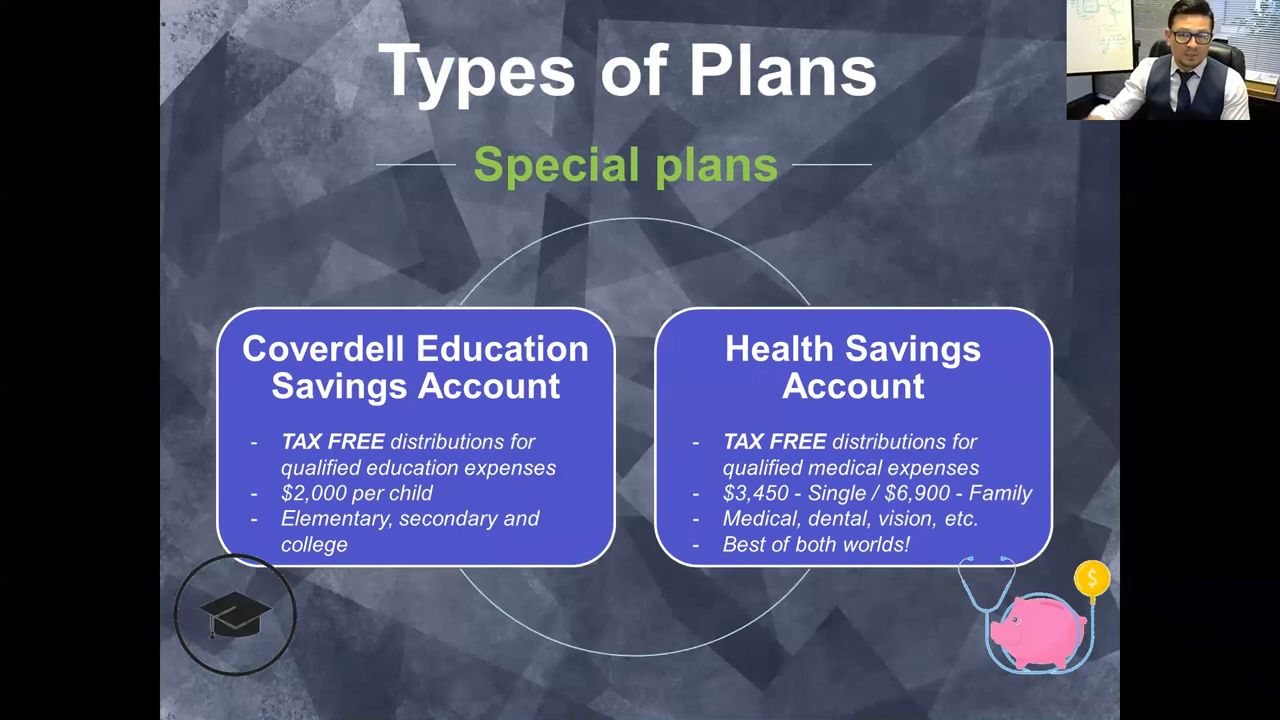 Types of Plans
Special plans
Coverdell Education
Savings Account
- TAX FREE distributions for
qualified education expenses
- $2,000 per child
- Elementary, secondary and
college
Health Savings
Account
- TAX FREE distributions for
qualified medical expenses
- $3,450 - Single / $6,900 - Family
- Medical, dental, vision, etc.
- Best of both worlds!
$